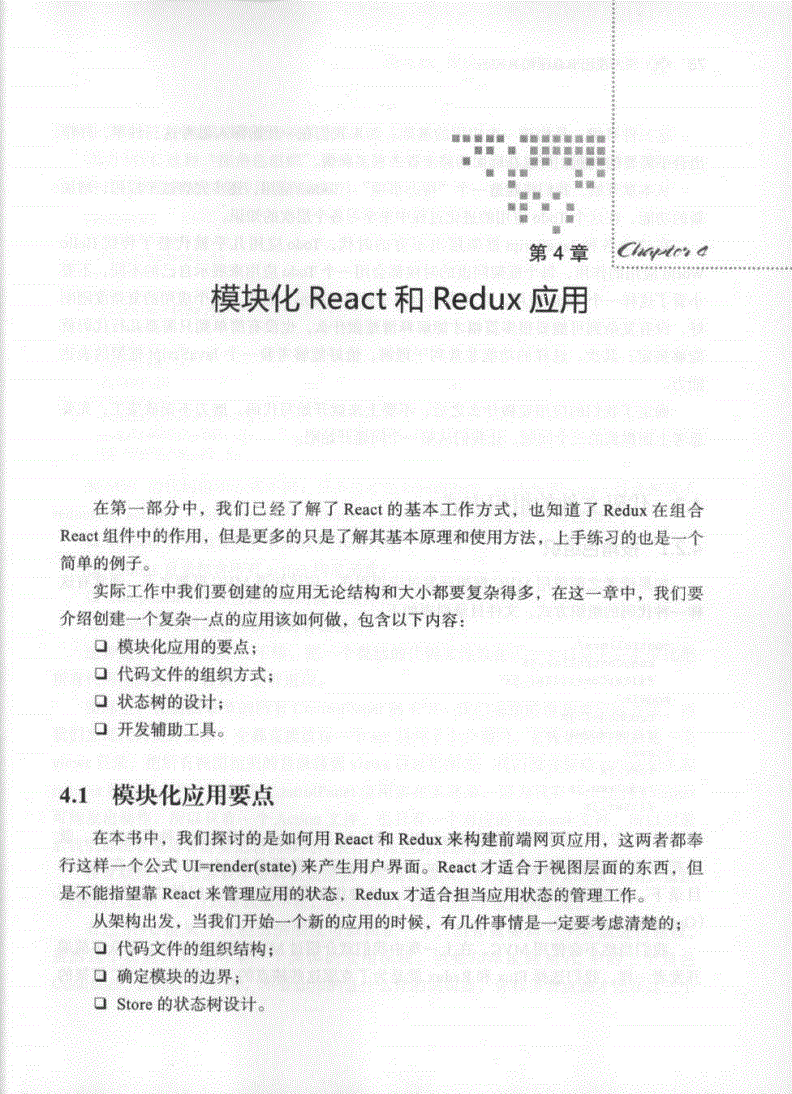 第 4 章
Chapter 4
模块化 React 和 Redux 应用
在第一部分中，我们已经了解了 React 的基本工作方式，也知道了 Redux 在组合
React 组件中的作用，但是更多的只是了解其基本原理和使用方法，上手练习的也是一个
简单的例子。
实际工作中我们要创建的应用无论结构和大小都要复杂得多，在这一章中，我们要
介绍创建一个复杂一点的应用该如何做，包含以下内容：
❑ 模块化应用的要点；
❑ 代码文件的组织方式；
❑ 状态树的设计；
❑ 开发辅助工具。
4.1 模块化应用要点
在本书中，我们探讨的是如何用 React 和 Redux 来构建前端网页应用，这两者都奉
行这样一个公式 UI=render(state) 来产生用户界面。React 才适合于视图层面的东西，但
是不能指望靠 React 来管理应用的状态，Redux 才适合担当应用状态的管理工作。
从架构出发，当我们开始一个新的应用的时候，有几件事情是一定要考虑清楚的；
❑ 代码文件的组织结构；
❑ 确定模块的边界；
❑ Store 的状态树设计。